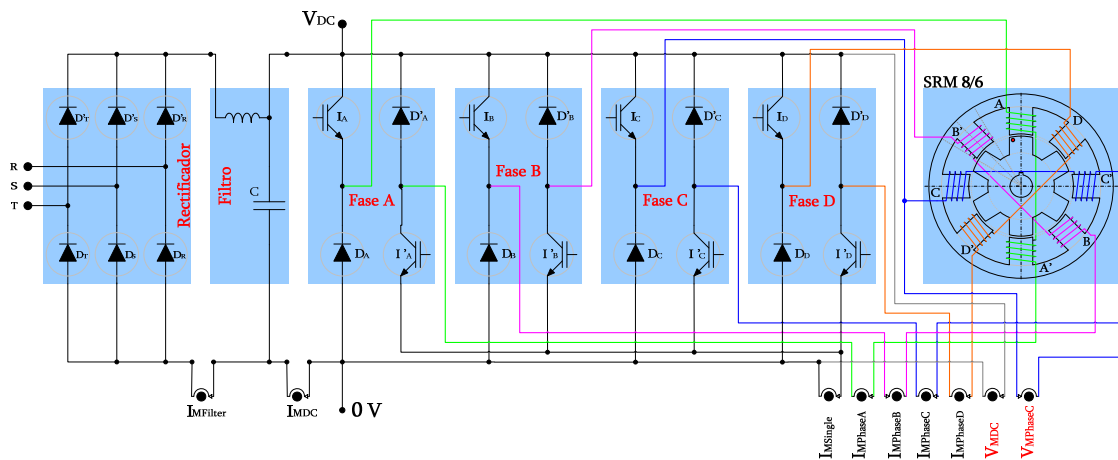 VDC
SRM 8/6
D'T D'S D'R
IA D'A
IB D'B
IC D'C
ID D'D
A
D
B'
R
S
T
Rectificador
Filtro
C
Fase A
Fase B
Fase C
Fase D
C'
C
B
D'
A'
DT DS DR
DA I'A
DB I'B
DC I'C
DD I'D
IMFilter
IMDC
0 V
IMSingle
IMPhaseA
IMPhaseB
IMPhaseC
IMPhaseD
VMDC
VMPhaseC